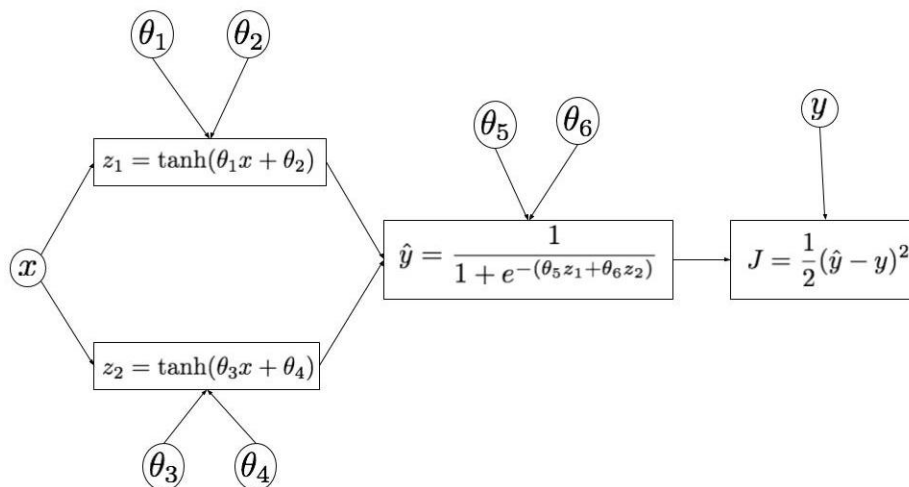 θ₁
θ₂
z₁ = tanh(θ₁x + θ₂)
x
z₂ = tanh(θ₃x + θ₄)
θ₃
θ₄
θ₅
θ₆
ŷ = 1 / (1 + e^{-(θ₅z₁+θ₆z₂)})
y
J = 1/2 (ŷ − y)²